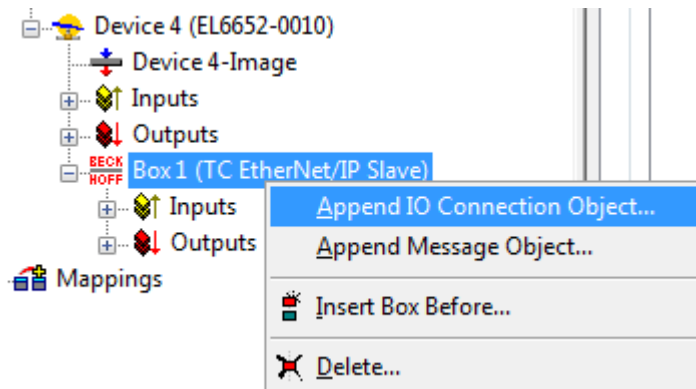 Device 4 (EL6652-0010)
Device 4-Image
Inputs
Outputs
BECK
HOFF
Box 1 (TC EtherNet/IP Slave)
Inputs
Append IO Connection Object...
Outputs
Append Message Object...
Mappings
Insert Box Before...
Delete...